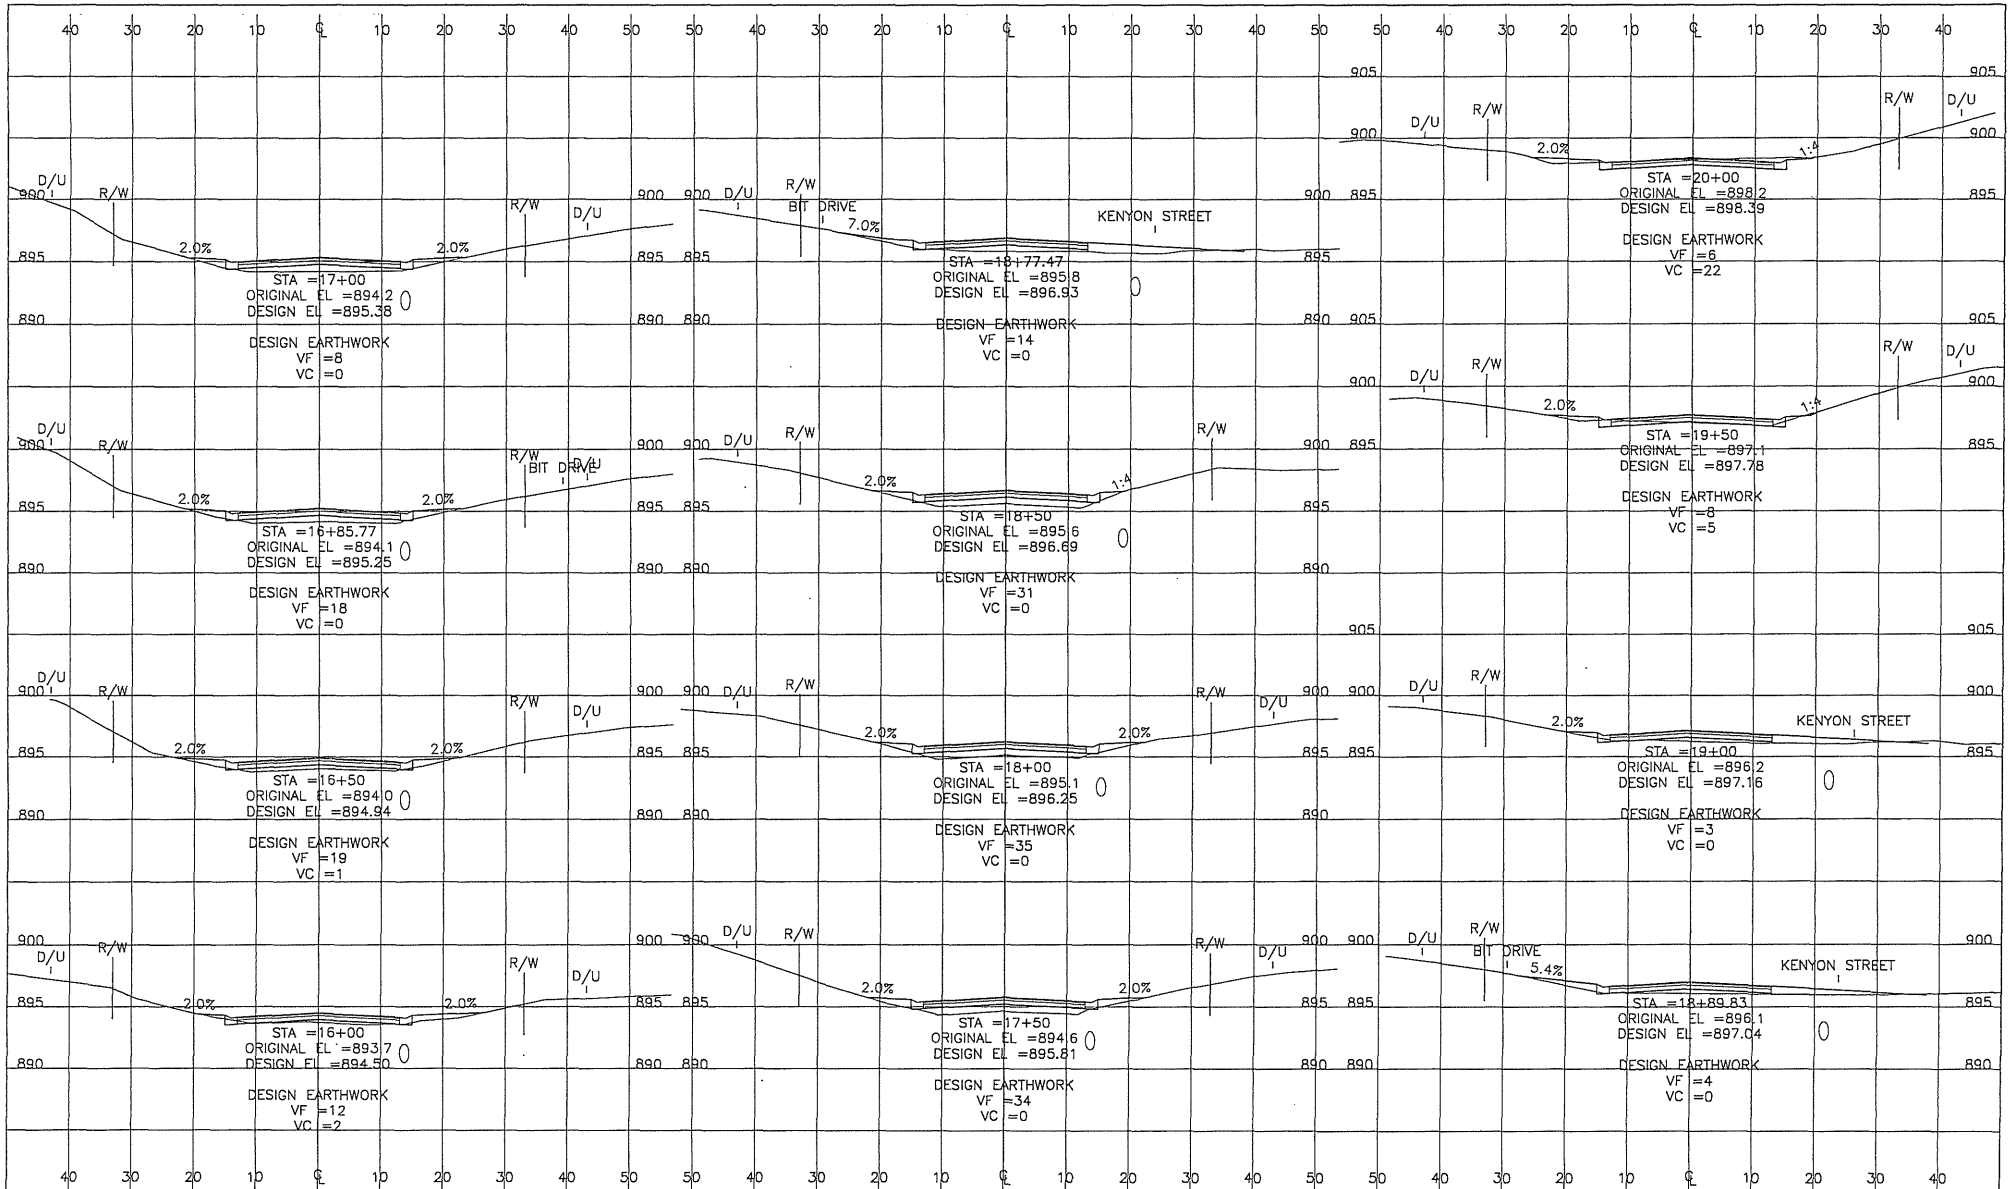 40 30 20 10 ℄ 10 20 30 40 50 50 40 30 20 10 ℄ 10 20 30 40 50 50 40 30 20 10 ℄ 10 20 30 40
905 905
D/U R/W R/W D/U
900 900
2.0% 1:4
895 895
STA =20+00
ORIGINAL EL =898.2
DESIGN EL =898.39
DESIGN EARTHWORK
VF =6
VC =22
D/U R/W R/W D/U
900 900
2.0% 2.0%
895 895
STA =17+00
ORIGINAL EL =894.2
DESIGN EL =895.38
890 890
DESIGN EARTHWORK
VF =8
VC =0
D/U R/W
900 900
BIT DRIVE KENYON STREET
7.0%
895 895
STA =18+77.47
ORIGINAL EL =895.8
DESIGN EL =896.93
890 890
DESIGN EARTHWORK
VF =14
VC =0
905 905
D/U R/W R/W D/U
900 900
2.0% 1:4
895 895
STA =19+50
ORIGINAL EL =897.1
DESIGN EL =897.78
DESIGN EARTHWORK
VF =8
VC =5
D/U R/W R/W D/U
900 900
BIT DRIVE
2.0% 2.0%
895 895
STA =16+85.77
ORIGINAL EL =894.1
DESIGN EL =895.25
890 890
DESIGN EARTHWORK
VF =18
VC =0
D/U R/W R/W
900 900
2.0% 1:4
895 895
STA =18+50
ORIGINAL EL =895.6
DESIGN EL =896.69
890 890
DESIGN EARTHWORK
VF =31
VC =0
905 905
D/U R/W
900 900
2.0% KENYON STREET
895 895
STA =19+00
ORIGINAL EL =896.2
DESIGN EL =897.16
890 890
DESIGN EARTHWORK
VF =3
VC =0
D/U R/W R/W D/U
900 900
2.0% 2.0%
895 895
STA =16+50
ORIGINAL EL =894.0
DESIGN EL =894.94
890 890
DESIGN EARTHWORK
VF =19
VC =1
D/U R/W R/W D/U
900 900
2.0% 2.0%
895 895
STA =18+00
ORIGINAL EL =895.1
DESIGN EL =896.25
890 890
DESIGN EARTHWORK
VF =35
VC =0
D/U R/W R/W D/U
900 900
2.0% 2.0%
895 895
STA =16+00
ORIGINAL EL =893.7
DESIGN EL =894.50
890 890
DESIGN EARTHWORK
VF =12
VC =2
D/U R/W R/W D/U
900 900
2.0% 2.0%
895 895
STA =17+50
ORIGINAL EL =894.6
DESIGN EL =895.81
890 890
DESIGN EARTHWORK
VF =34
VC =0
D/U R/W
900 900
BIT DRIVE
5.4% KENYON STREET
895 895
STA =18+89.83
ORIGINAL EL =896.1
DESIGN EL =897.04
890 890
DESIGN EARTHWORK
VF =4
VC =0
40 30 20 10 ℄ 10 20 30 40 50 50 40 30 20 10 ℄ 10 20 30 40 50 50 40 30 20 10 ℄ 10 20 30 40